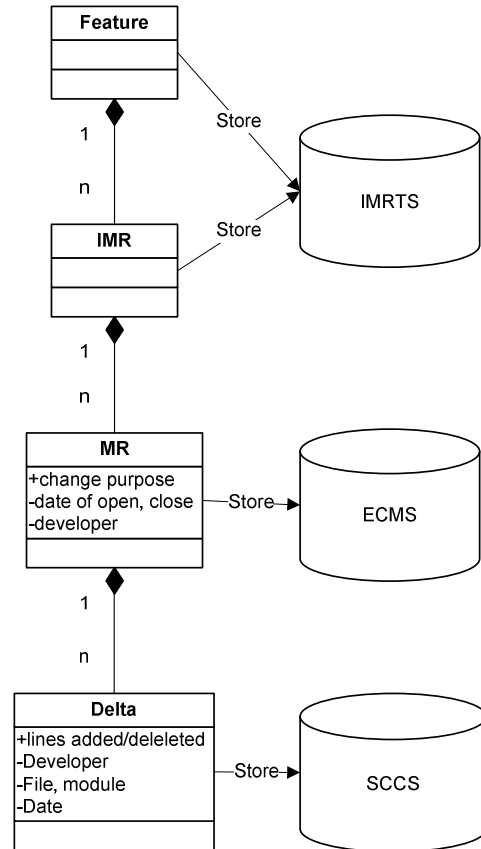 Feature
1
Store
n
IMRTS
IMR
Store
1
n
MR
+change purpose
-date of open, close
-developer
Store
ECMS
1
n
Delta
+lines added/deleleted
-Developer
-File, module
-Date
Store
SCCS